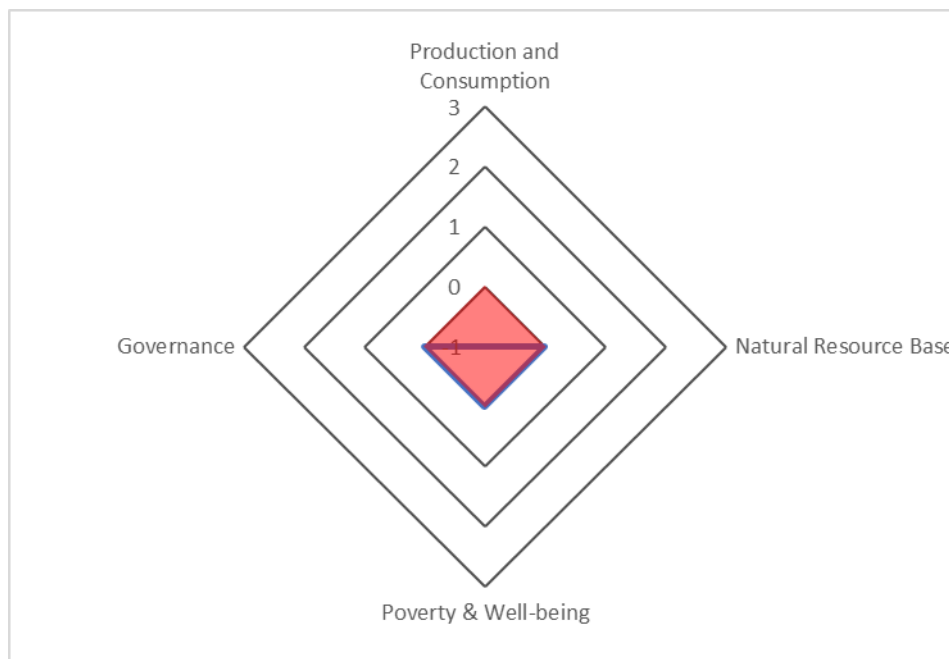 Production and
Consumption
3
2
1
0
Governance
-1
Natural Resource Base
Poverty & Well-being